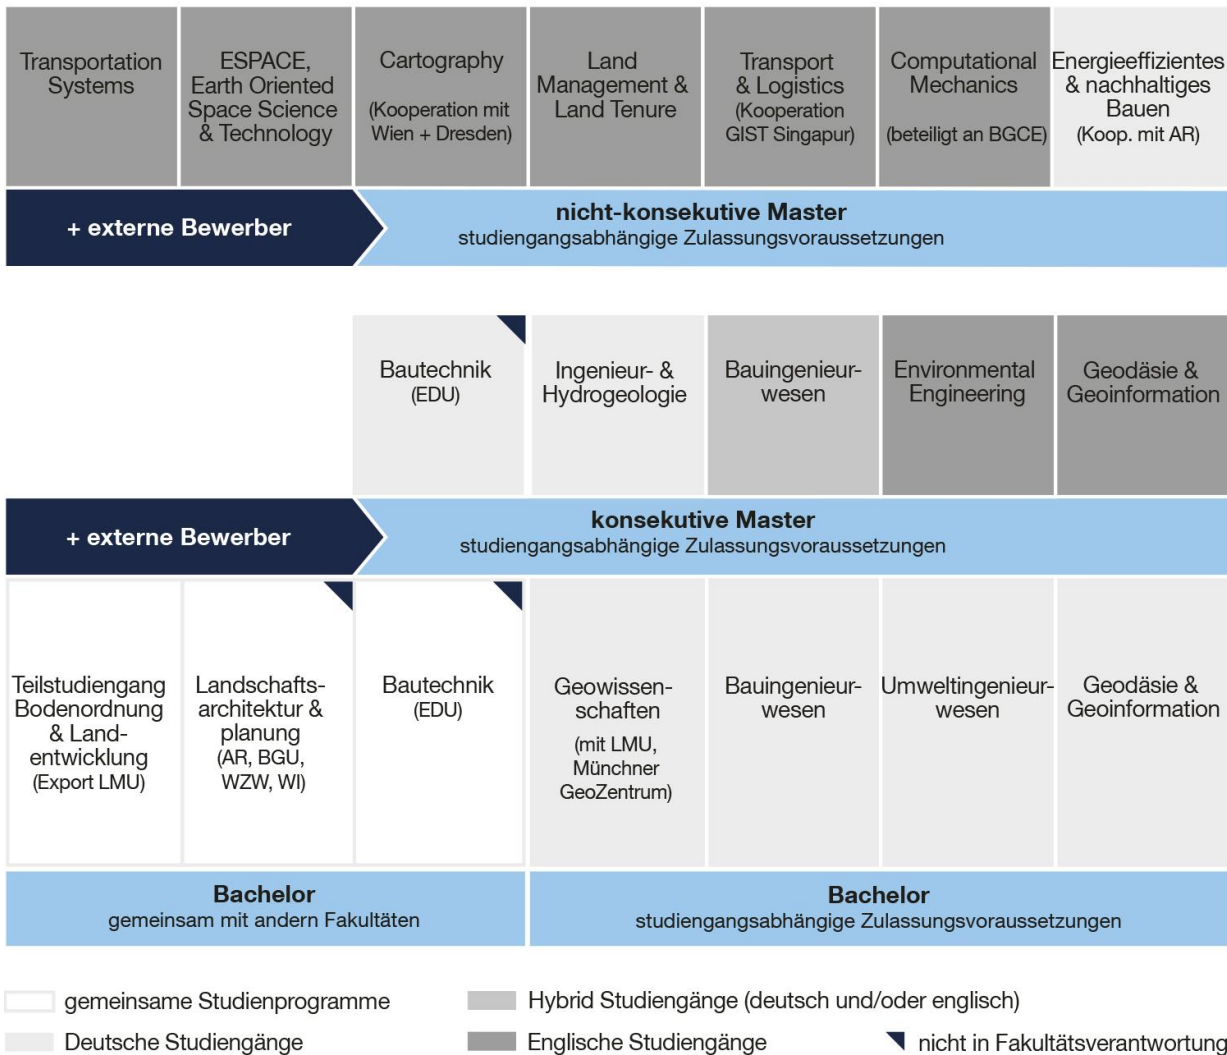 Transportation
Systems
ESPACE,
Earth Oriented
Space Science
& Technology
Cartography
(Kooperation mit
Wien + Dresden)
Land
Management &
Land Tenure
Transport
& Logistics
(Kooperation
GIST Singapur)
Computational
Mechanics
(beteiligt an BGCE)
Energieeffizientes
& nachhaltiges
Bauen
(Koop. mit AR)
+ externe Bewerber
nicht-konsekutive Master
studiengangsabhängige Zulassungsvoraussetzungen
Bautechnik
(EDU)
Ingenieur- &
Hydrogeologie
Bauingenieur-
wesen
Environmental
Engineering
Geodäsie &
Geoinformation
+ externe Bewerber
konsekutive Master
studiengangsabhängige Zulassungsvoraussetzungen
Teilstudiengang
Bodenordnung
& Land-
entwicklung
(Export LMU)
Landschafts-
architektur &
planung
(AR, BGU,
WZW, WI)
Bautechnik
(EDU)
Geowissen-
schaften
(mit LMU,
Münchner
GeoZentrum)
Bauingenieur-
wesen
Umweltingenieur-
wesen
Geodäsie &
Geoinformation
Bachelor
gemeinsam mit andern Fakultäten
Bachelor
studiengangsabhängige Zulassungsvoraussetzungen
gemeinsame Studienprogramme
Hybrid Studiengänge (deutsch und/oder englisch)
Deutsche Studiengänge
Englische Studiengänge
nicht in Fakultätsverantwortung